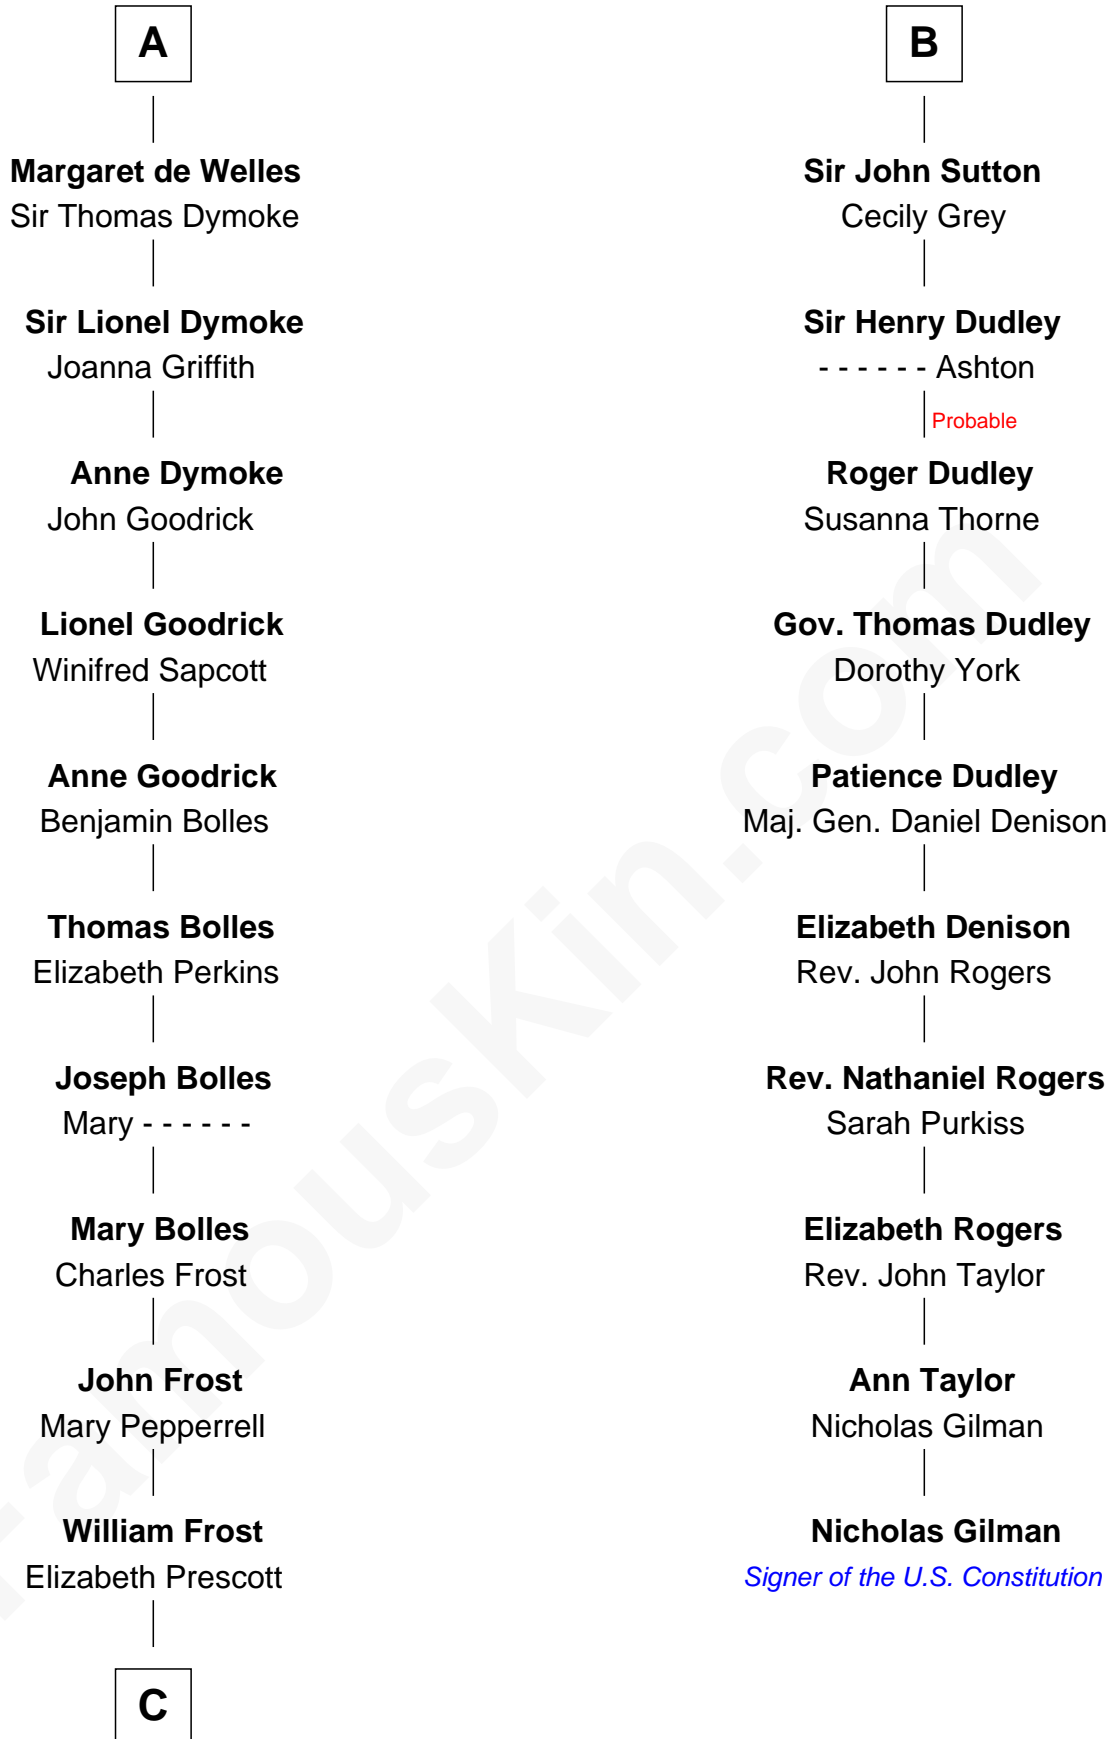 A
Margaret de Welles
Sir Thomas Dymoke
Sir Lionel Dymoke
Joanna Griffith
Anne Dymoke
John Goodrick
Lionel Goodrick
Winifred Sapcott
Anne Goodrick
Benjamin Bolles
Thomas Bolles
Elizabeth Perkins
Joseph Bolles
Mary - - - - - -
Mary Bolles
Charles Frost
John Frost
Mary Pepperrell
William Frost
Elizabeth Prescott
C
B
Sir John Sutton
Cecily Grey
Sir Henry Dudley
- - - - - - Ashton
Probable
Roger Dudley
Susanna Thorne
Gov. Thomas Dudley
Dorothy York
Patience Dudley
Maj. Gen. Daniel Denison
Elizabeth Denison
Rev. John Rogers
Rev. Nathaniel Rogers
Sarah Purkiss
Elizabeth Rogers
Rev. John Taylor
Ann Taylor
Nicholas Gilman
Nicholas Gilman
Signer of the U.S. Constitution
FamousKin.com